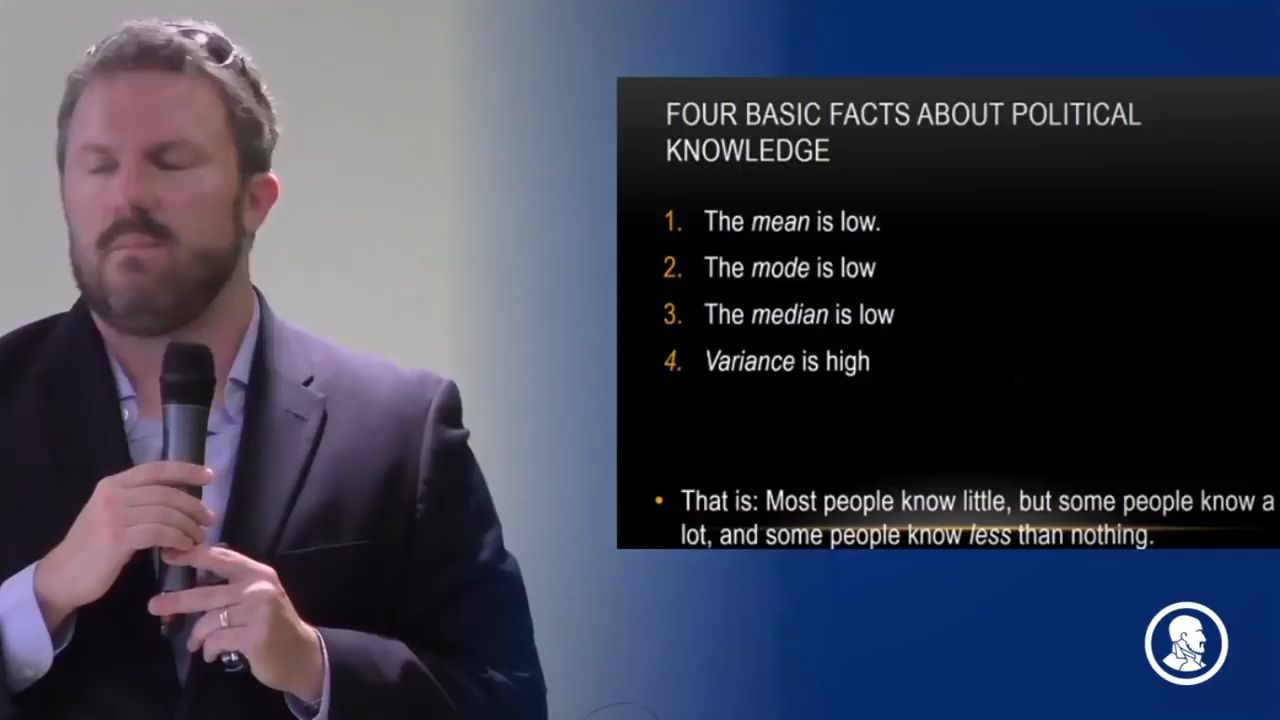 FOUR BASIC FACTS ABOUT POLITICAL
KNOWLEDGE
1. The mean is low.
2. The mode is low
3. The median is low
4. Variance is high
• That is: Most people know little, but some people know a
lot, and some people know less than nothing.